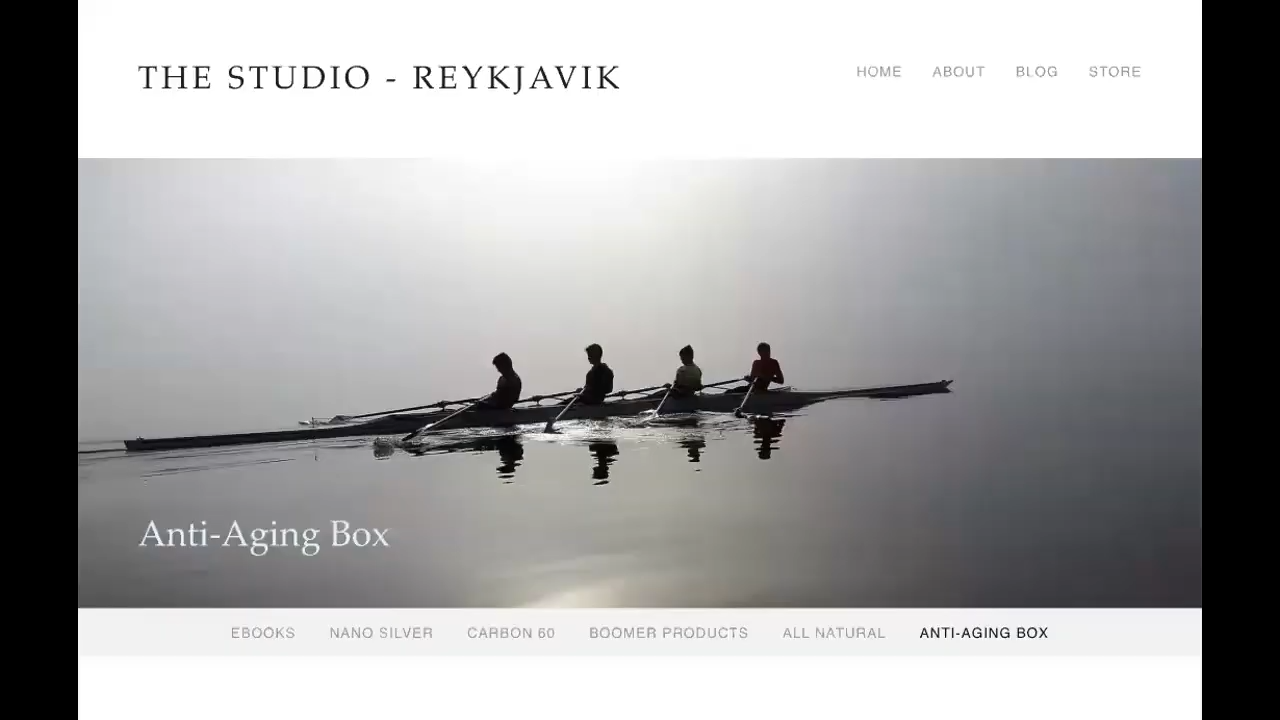 THE STUDIO - REYKJAVIK
HOME ABOUT BLOG STORE
Anti-Aging Box
EBOOKS NANO SILVER CARBON 60 BOOMER PRODUCTS ALL NATURAL ANTI-AGING BOX